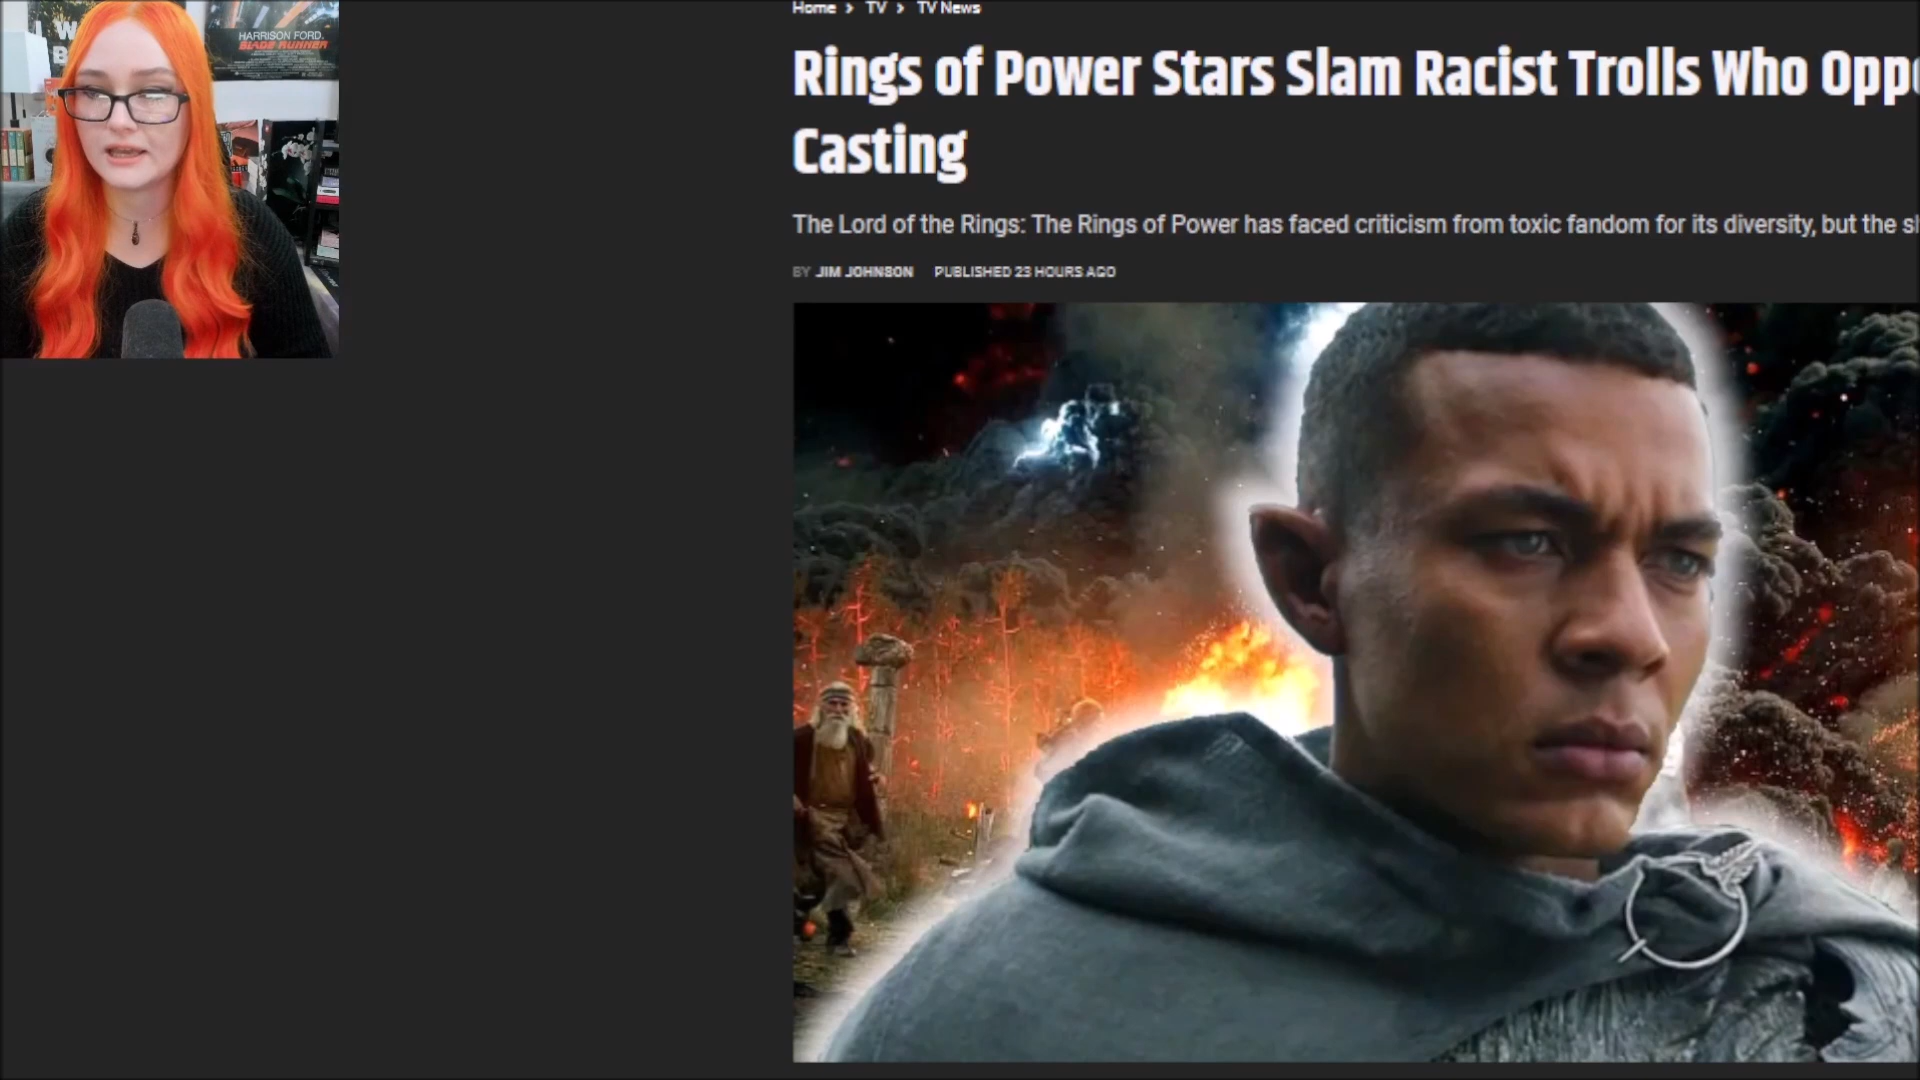 HARRISON FORD.
BLADE RUNNER
Home > TV > TV News
Rings of Power Stars Slam Racist Trolls Who Opp
Casting
The Lord of the Rings: The Rings of Power has faced criticism from toxic fandom for its diversity, but the s
BY JIM JOHNSON PUBLISHED 23 HOURS AGO